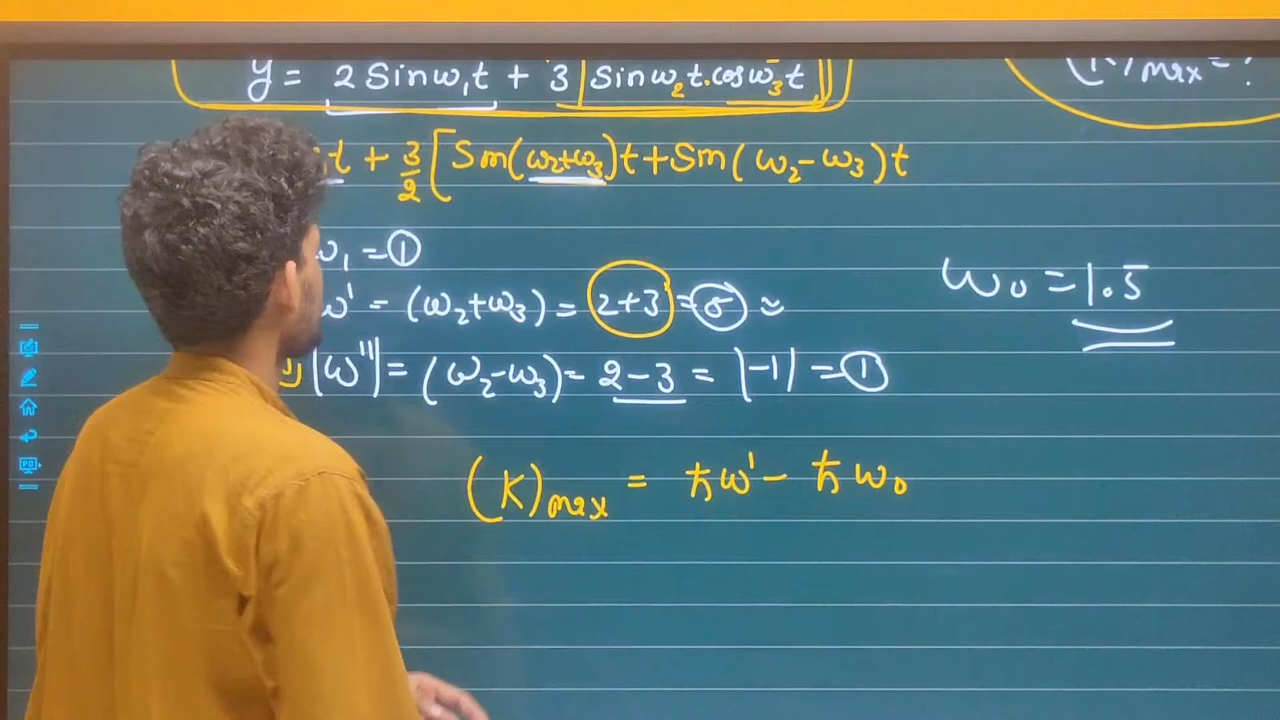 y = 2 Sinω₁t + 3 [Sinω₂t.cosω₃t]
(K)max = ?
t + 3/2 [Sin(ω₂+ω₃)t + Sin(ω₂-ω₃)t
ω₁ = 1
ω' = (ω₂+ω₃) = 2+3 = 5 ≈
ω₀ = 1.5
|ω"| = (ω₂-ω₃) = 2-3 = |-1| = 1
(K)max = ħω' - ħω₀